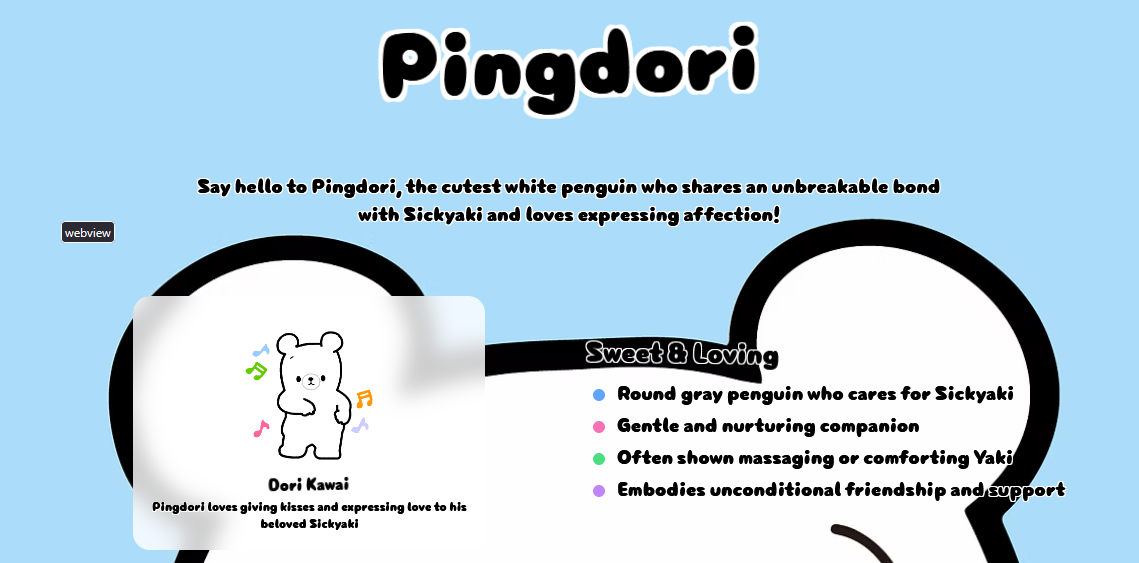 Pingdori
Say hello to Pingdori, the cutest white penguin who shares an unbreakable bond
with Sickyaki and loves expressing affection!
webview
Sweet & Loving
Round gray penguin who cares for Sickyaki
Gentle and nurturing companion
Often shown massaging or comforting Yaki
Embodies unconditional friendship and support
Dori Kawai
Pingdori loves giving kisses and expressing love to his
beloved Sickyaki